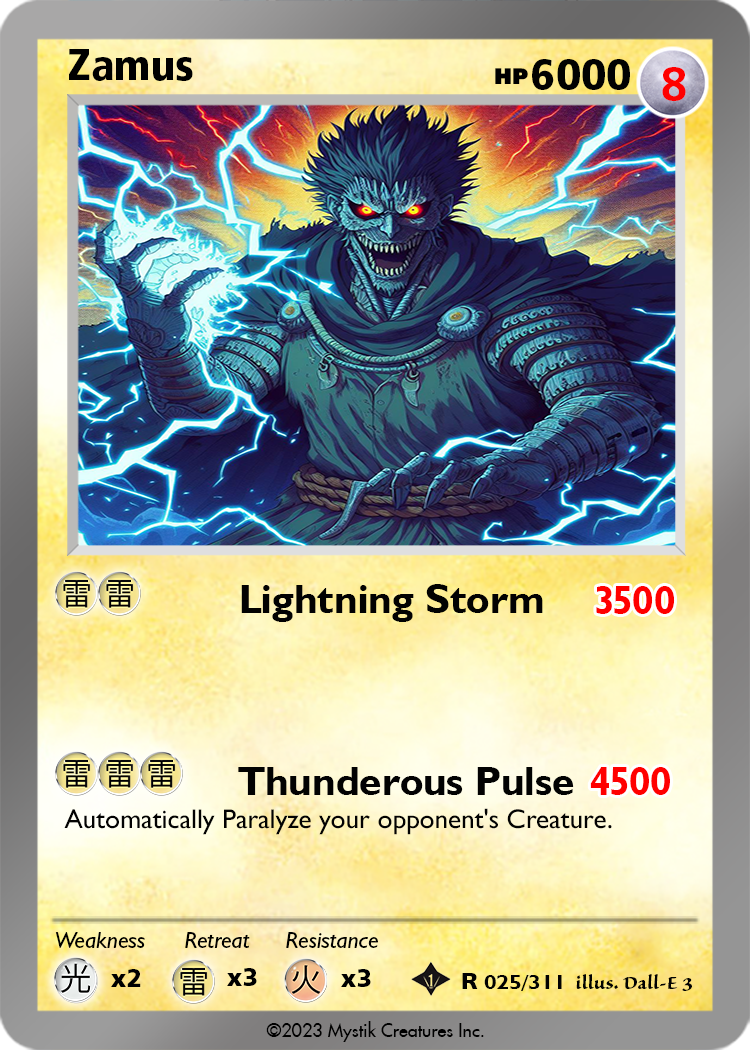 Zamus
HP6000 8
雷雷 Lightning Storm 3500
雷雷雷 Thunderous Pulse 4500
Automatically Paralyze your opponent's Creature.
Weakness Retreat Resistance
光 x2 雷 x3 火 x3 1 R 025/311 illus. Dall-E 3
©2023 Mystik Creatures Inc.